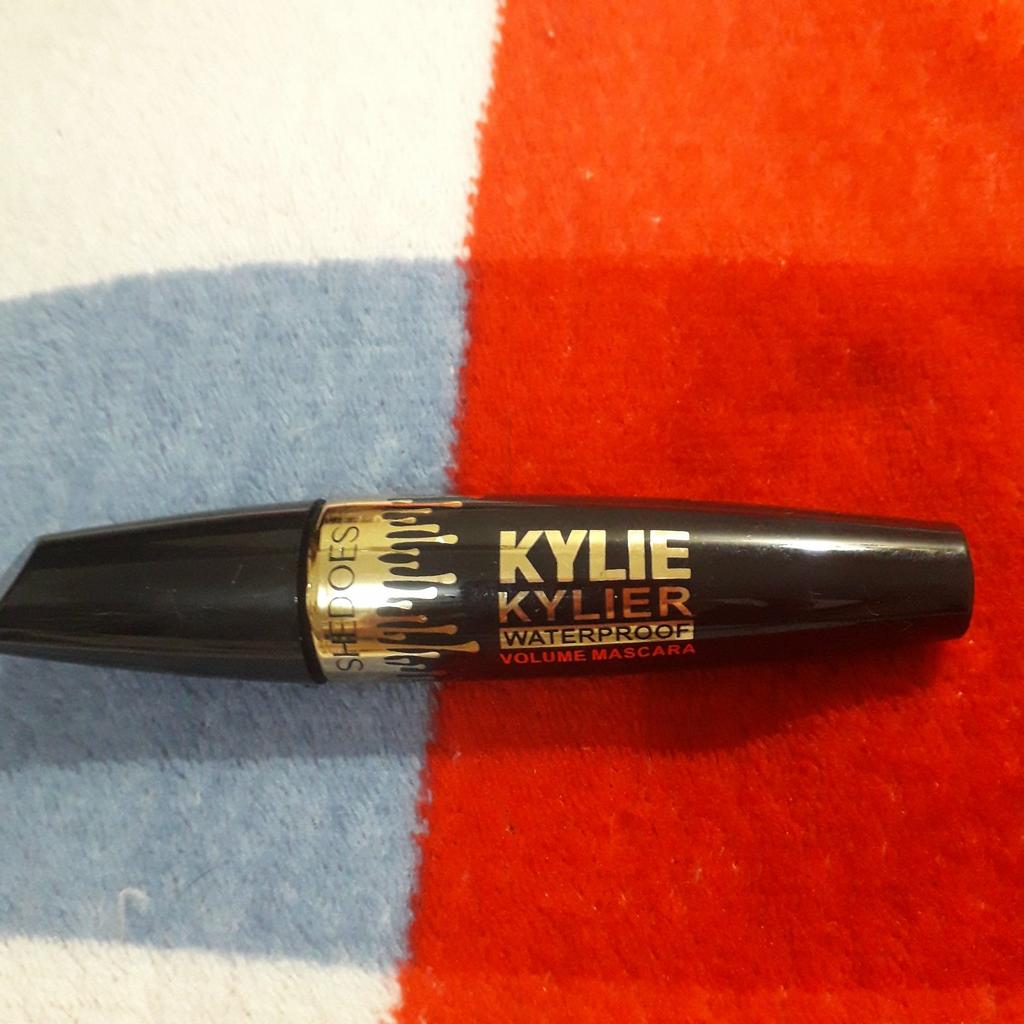 SHEDOES
KYLIE
KYLIER
WATERPROOF
VOLUME MASCARA